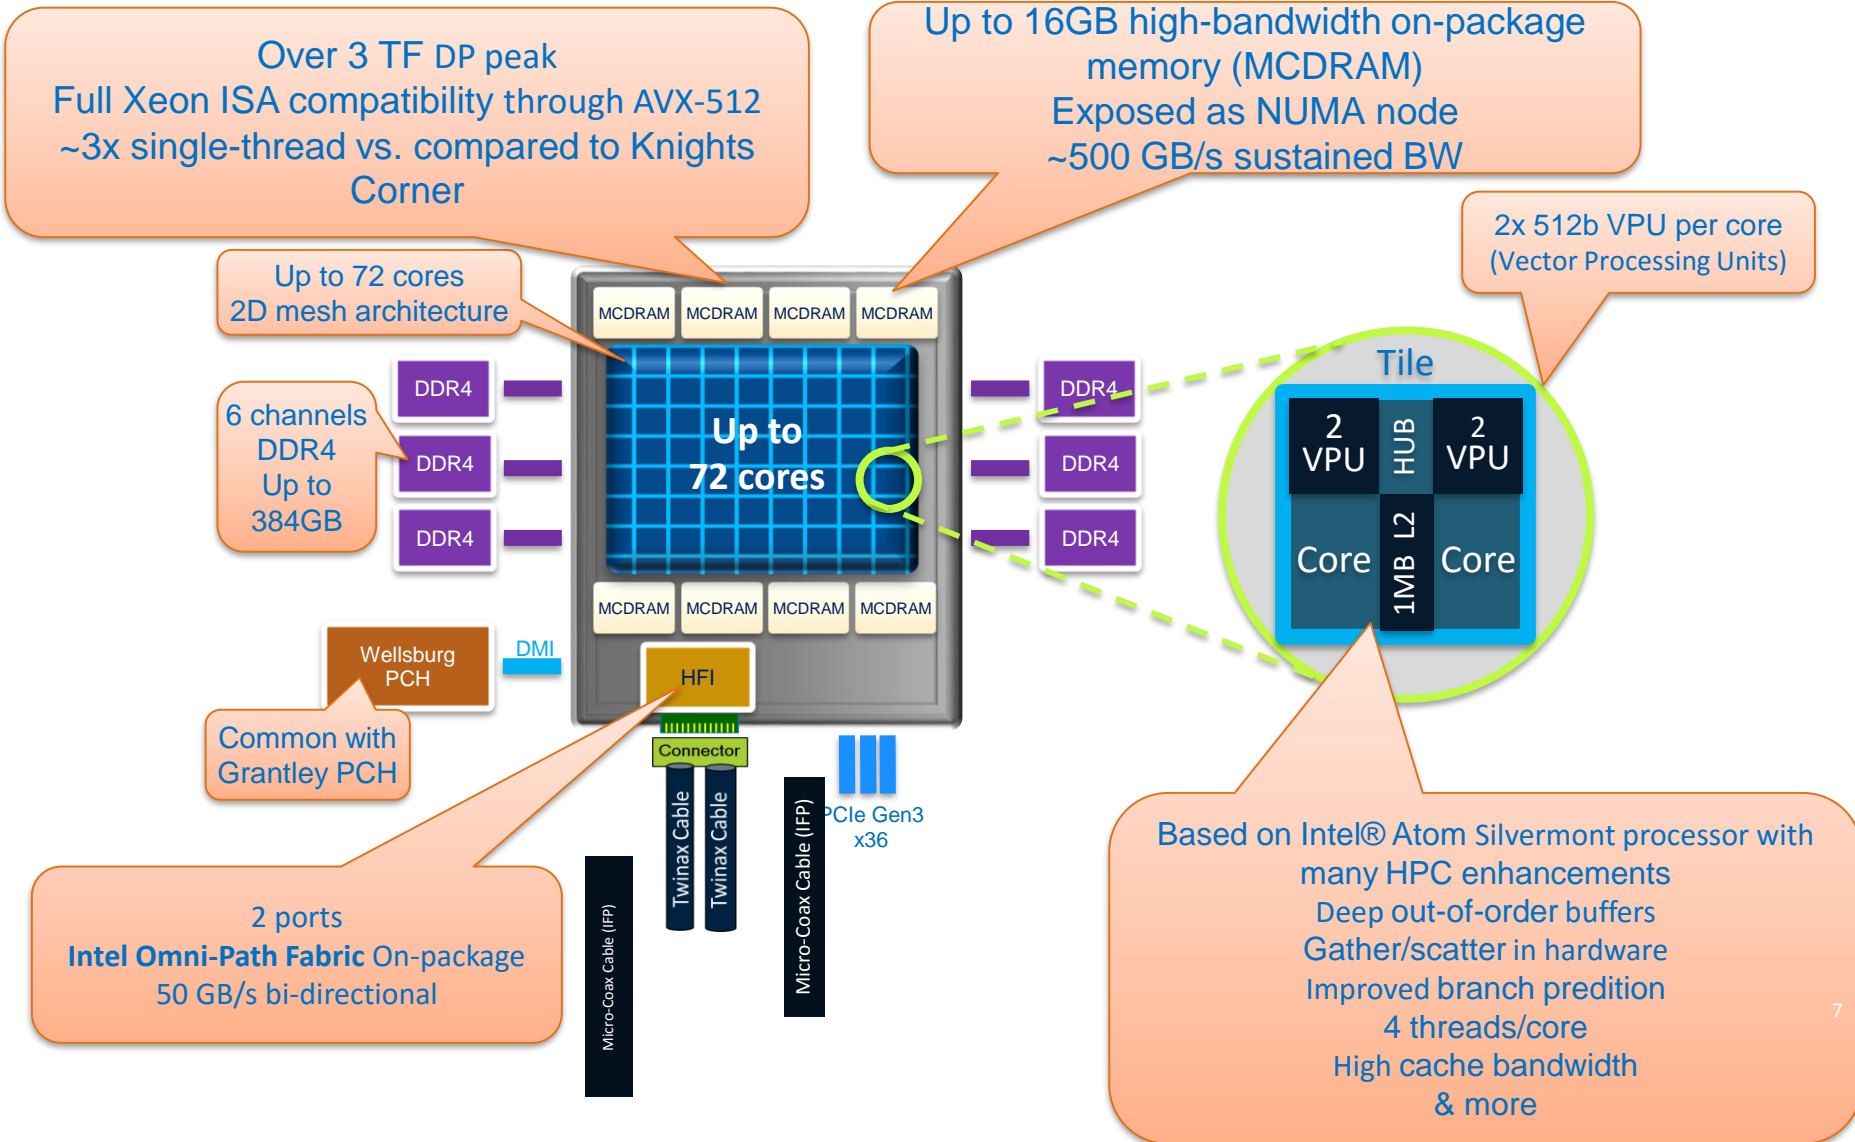 Over 3 TF DP peak
Full Xeon ISA compatibility through AVX-512
~3x single-thread vs. compared to Knights
Corner
Up to 16GB high-bandwidth on-package
memory (MCDRAM)
Exposed as NUMA node
~500 GB/s sustained BW
2x 512b VPU per core
(Vector Processing Units)
Up to 72 cores
2D mesh architecture
MCDRAM
MCDRAM
MCDRAM
MCDRAM
6 channels
DDR4
Up to
384GB
DDR4
DDR4
DDR4
Up to
72 cores
DDR4
DDR4
DDR4
Tile
2
VPU
HUB
2
VPU
Core
1MB L2
Core
MCDRAM
MCDRAM
MCDRAM
MCDRAM
Wellsburg
PCH
DMI
HFI
Common with
Grantley PCH
Connector
Twinax Cable
Twinax Cable
Micro-Coax Cable (IFP)
Micro-Coax Cable (IFP)
PCIe Gen3
x36
2 ports
Intel Omni-Path Fabric On-package
50 GB/s bi-directional
Based on Intel® Atom Silvermont processor with
many HPC enhancements
Deep out-of-order buffers
Gather/scatter in hardware
Improved branch predition
4 threads/core
High cache bandwidth
& more
7